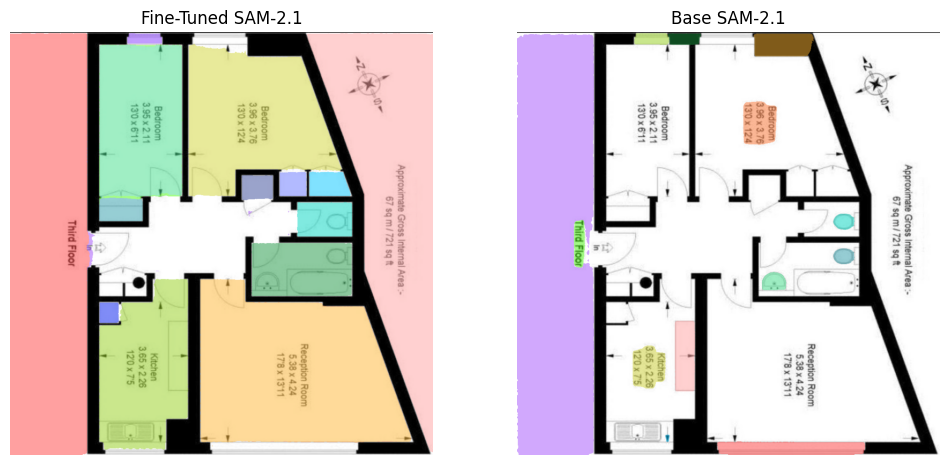 Fine-Tuned SAM-2.1
Bedroom
3.95 x 2.11
13'0 x 6'11
Bedroom
3.96 x 3.76
13'0 x 12'4
N
S
Approximate Gross Internal Area :-
67 sq m / 721 sq ft
Third Floor
In
Kitchen
3.65 x 2.26
12'0 x 7'5
Reception Room
5.38 x 4.24
17'8 x 13'11
Base SAM-2.1
Bedroom
3.95 x 2.11
13'0 x 6'11
Bedroom
3.96 x 3.76
13'0 x 12'4
N
S
Approximate Gross Internal Area :-
67 sq m / 721 sq ft
Third Floor
In
Kitchen
3.65 x 2.26
12'0 x 7'5
Reception Room
5.38 x 4.24
17'8 x 13'11